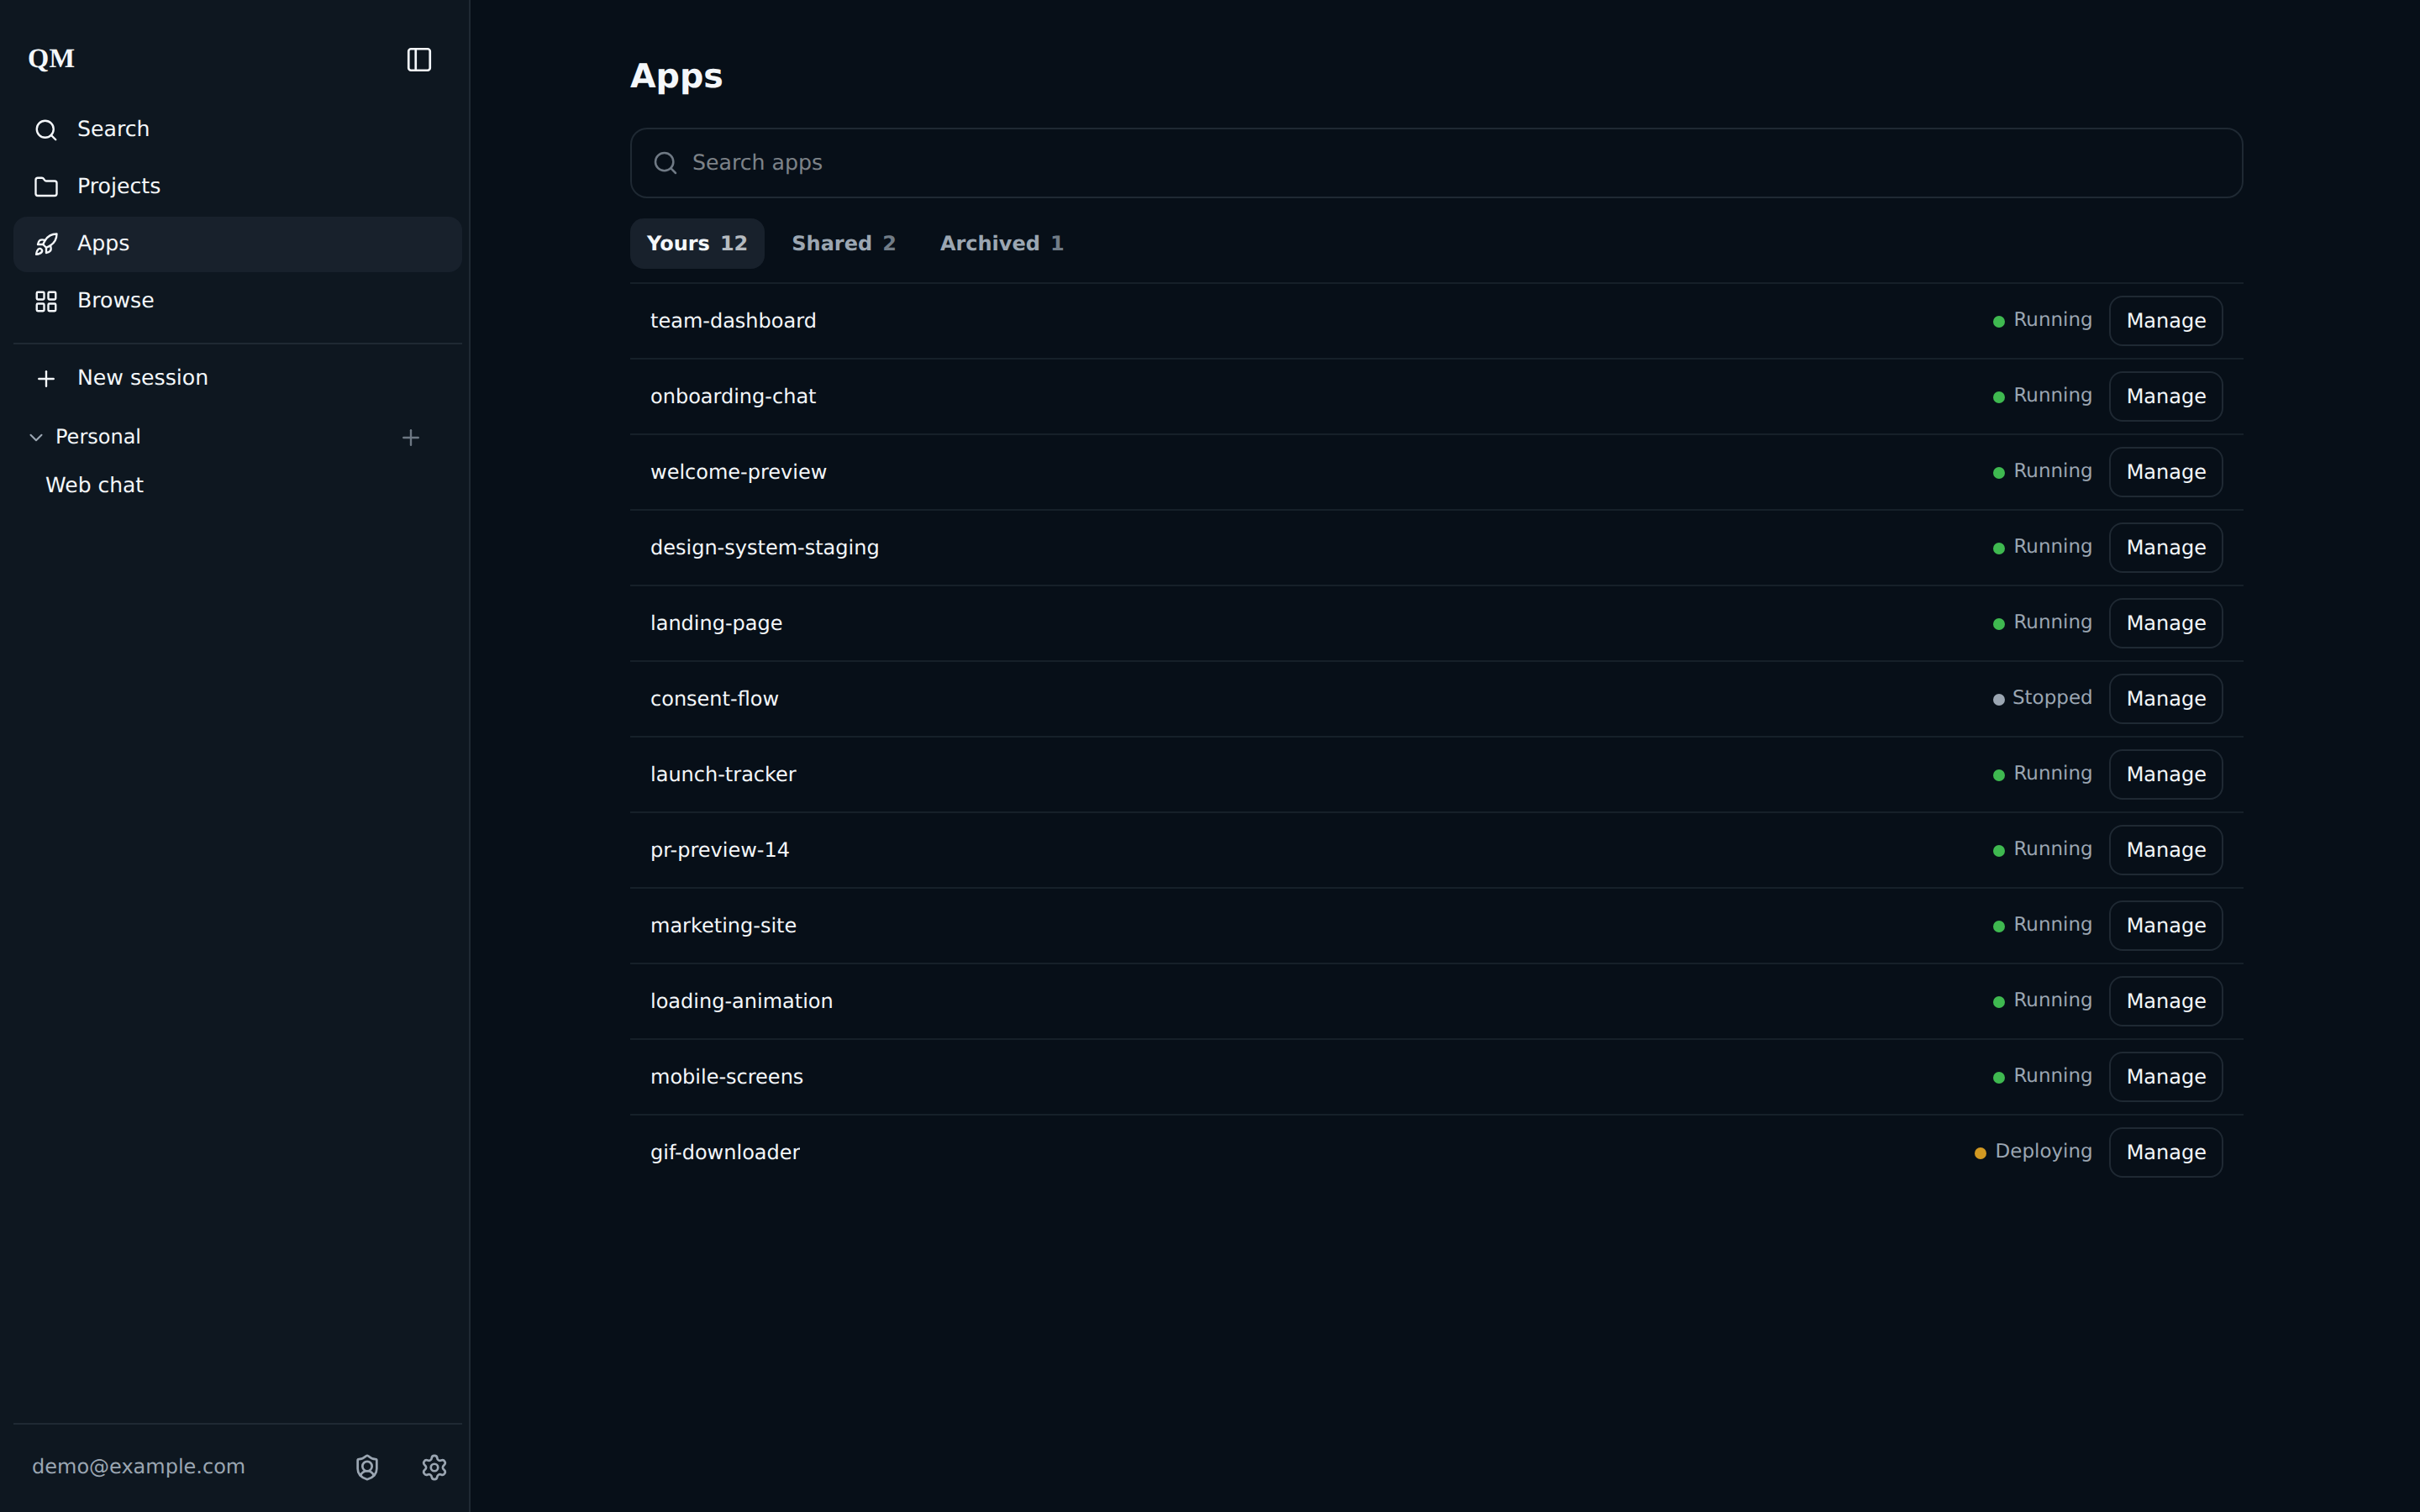 QM
Search
Projects
Apps
Browse
New session
Personal
Web chat
demo@example.com
Apps
Search apps
Yours 12 Shared 2 Archived 1
team-dashboard Running Manage
onboarding-chat Running Manage
welcome-preview Running Manage
design-system-staging Running Manage
landing-page Running Manage
consent-flow Stopped Manage
launch-tracker Running Manage
pr-preview-14 Running Manage
marketing-site Running Manage
loading-animation Running Manage
mobile-screens Running Manage
gif-downloader Deploying Manage